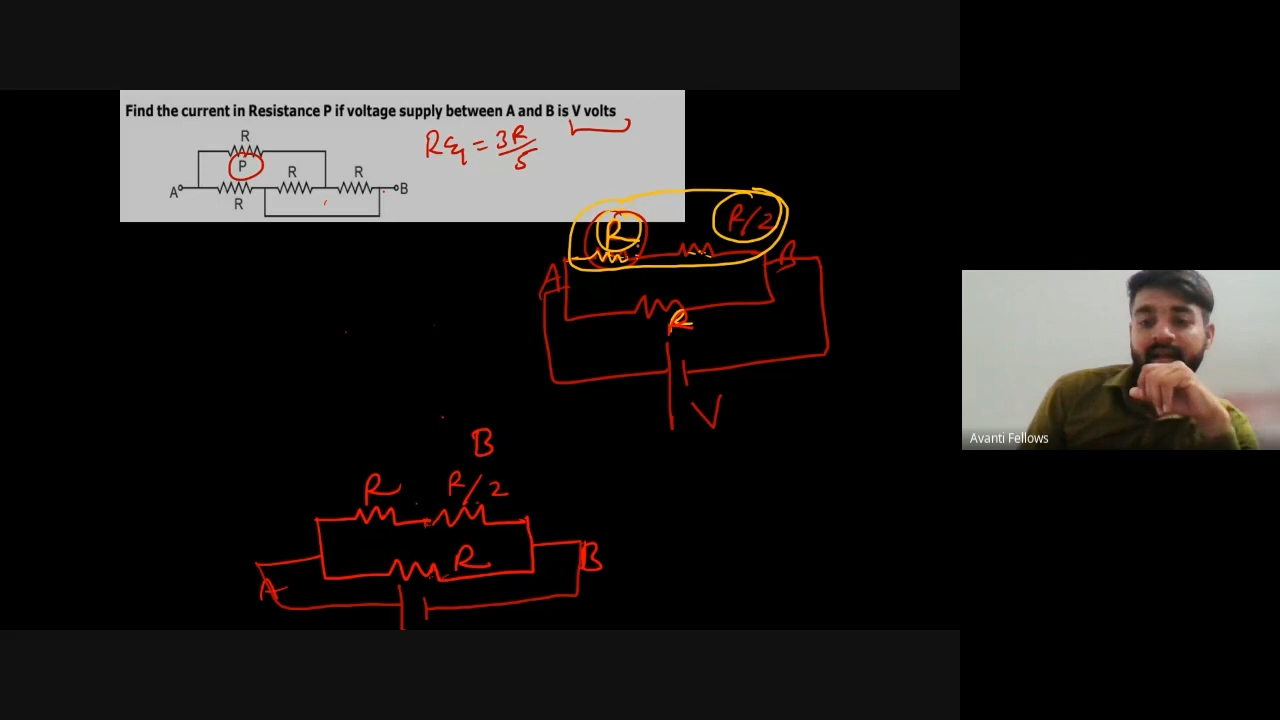 Find the current in Resistance P if voltage supply between A and B is V volts
REq = 3R/5
R
P
R
R
A
B
R
R
R/2
A
B
R
V
B
R
R/2
R
A
B
Avanti Fellows